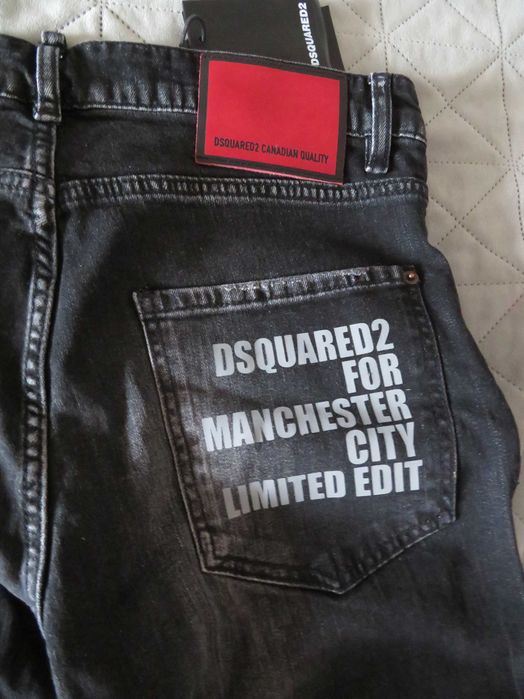 DSQUARED2
DSQUARED2 CANADIAN QUALITY
DSQUARED2
FOR
MANCHESTER
CITY
LIMITED EDIT